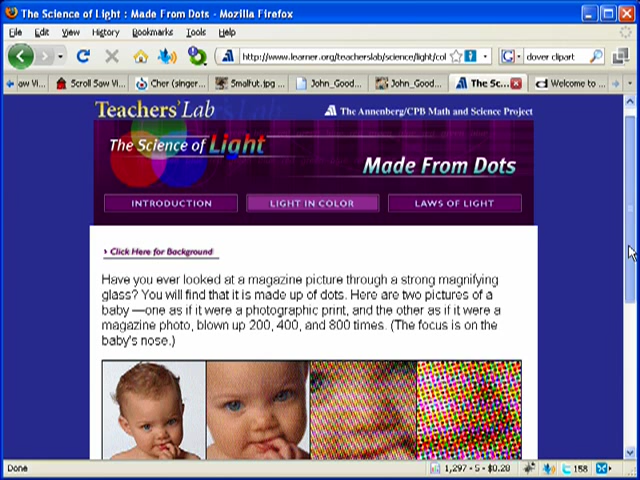 The Science of Light : Made From Dots - Mozilla Firefox
File Edit View History Bookmarks Tools Help
http://www.learner.org/teacherslab/science/light/col
dover clipart
ow Vi...
Scroll Saw Vi...
Cher (singer...
Smalfut.jpg ...
John_Good...
John_Good...
The Sc...
Welcome to ...
Teachers' Lab
The Annenberg/CPB Math and Science Project
The Science of Light
Made From Dots
INTRODUCTION
LIGHT IN COLOR
LAWS OF LIGHT
› Click Here for Background
Have you ever looked at a magazine picture through a strong magnifying
glass? You will find that it is made up of dots. Here are two pictures of a
baby —one as if it were a photographic print, and the other as if it were a
magazine photo, blown up 200, 400, and 800 times. (The focus is on the
baby's nose.)
Done
1,297 - 5 - $0.20
158